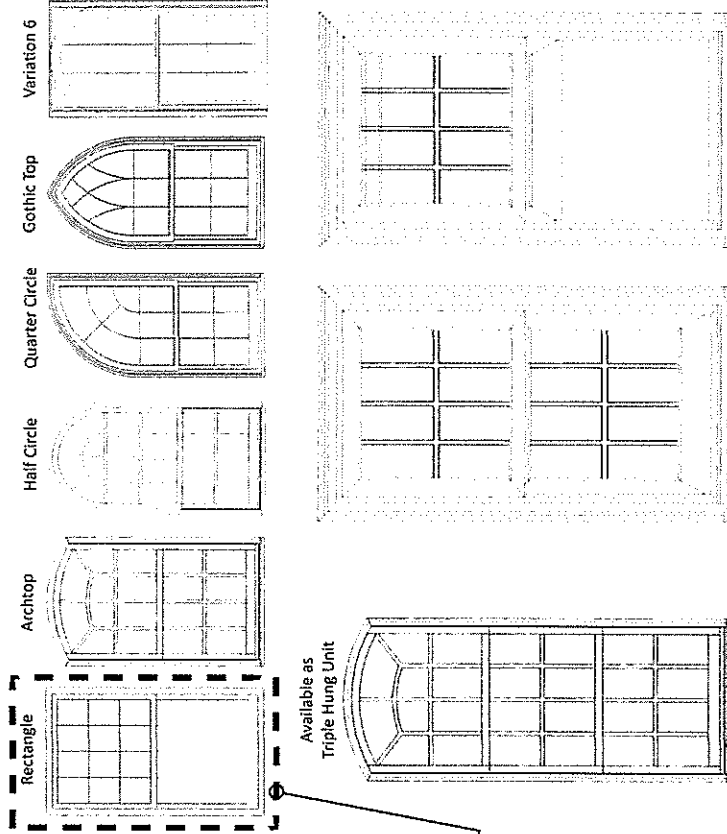 Rectangle
Archtop
Half Circle
Quarter Circle
Gothic Top
Variation 6
Available as
Triple Hung Unit